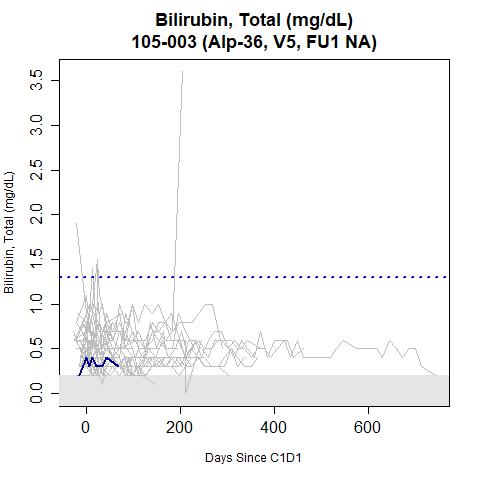 Bilirubin, Total (mg/dL)
105-003 (Alp-36, V5, FU1 NA)
Bilirubin, Total (mg/dL)
3.5
3.0
2.5
2.0
1.5
1.0
0.5
0.0
0 200 400 600
Days Since C1D1